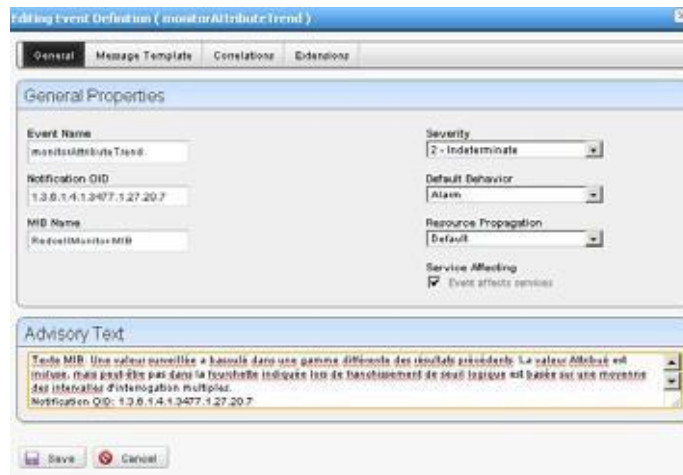 Editing Event Definition ( monitorAttributeTrend )
General Message Template Correlations Extensions
General Properties
Event Name
monitorAttributeTrend
Severity
2 - Indeterminate
Notification OID
1.3.6.1.4.1.3477.1.27.20.7
Default Behavior
Alarm
MIB Name
RedcellMonitor-MIB
Resource Propagation
Default
Service Affecting
Event affects services
Advisory Text
Texte MIB: Une valeur surveillée a basculé dans une gamme différente des résultats précédents. La valeur Attribué est
incluse, mais peut être pas dans la fourchette indiquée lors de franchissement de seuil logique est basée sur une moyenne
des intervalles d'interrogation multiples.
Notification OID: 1.3.6.1.4.1.3477.1.27.20.7
Save Cancel